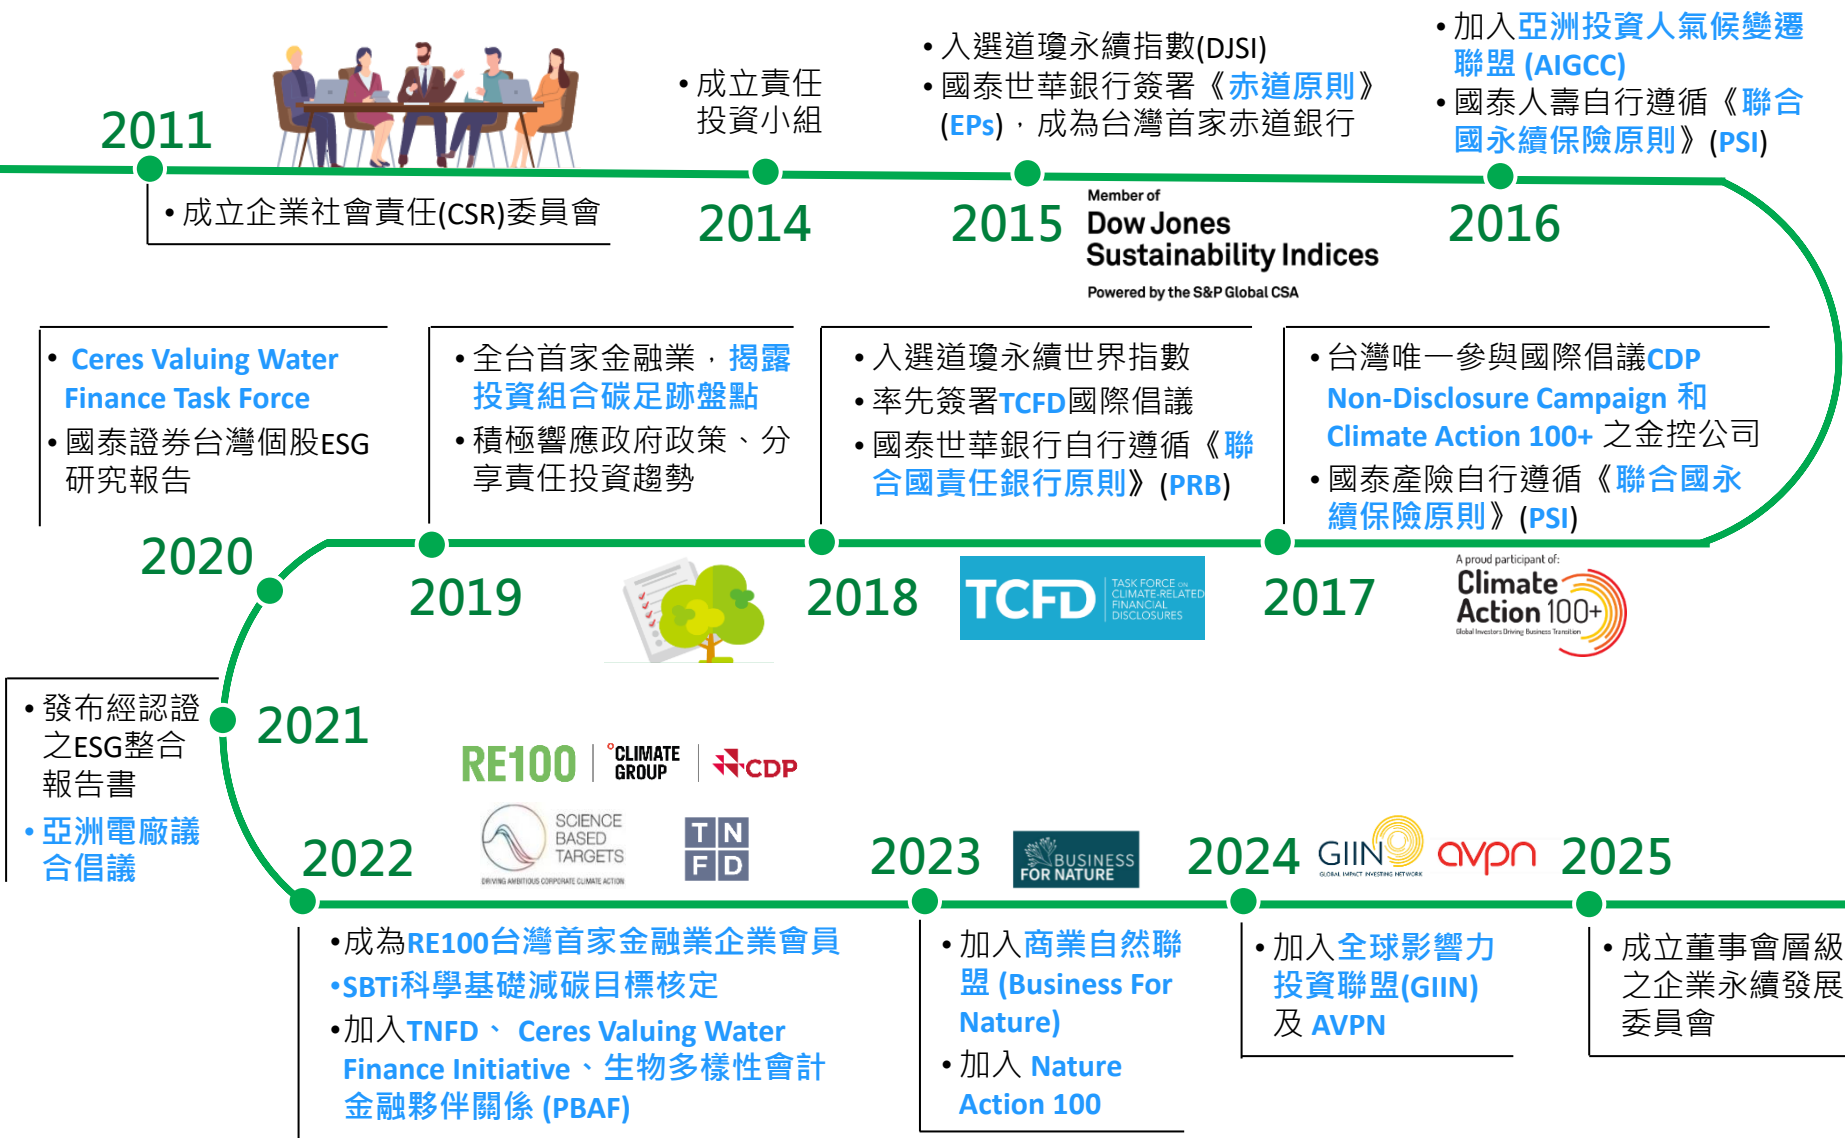 2011
• 成立企業社會責任(CSR)委員會
• 成立責任
投資小組
2014
• 入選道瓊永續指數(DJSI)
• 國泰世華銀行簽署《赤道原則》
(EPs)，成為台灣首家赤道銀行
2015
Member of
Dow Jones
Sustainability Indices
Powered by the S&P Global CSA
• 加入亞洲投資人氣候變遷
聯盟 (AIGCC)
• 國泰人壽自行遵循《聯合
國永續保險原則》(PSI)
2016
• 台灣唯一參與國際倡議CDP
Non-Disclosure Campaign 和
Climate Action 100+ 之金控公司
• 國泰產險自行遵循《聯合國永
續保險原則》(PSI)
2017
A proud participant of:
Climate
Action 100+
Global Investors Driving Business Transition
• 入選道瓊永續世界指數
• 率先簽署TCFD國際倡議
• 國泰世華銀行自行遵循《聯
合國責任銀行原則》(PRB)
2018
TCFD
TASK FORCE ON
CLIMATE-RELATED
FINANCIAL
DISCLOSURES
• 全台首家金融業，揭露
投資組合碳足跡盤點
• 積極響應政府政策、分
享責任投資趨勢
2019
• Ceres Valuing Water
Finance Task Force
• 國泰證券台灣個股ESG
研究報告
2020
• 發布經認證
之ESG整合
報告書
• 亞洲電廠議
合倡議
2021
RE100
°CLIMATE
GROUP
CDP
SCIENCE
BASED
TARGETS
DRIVING AMBITIOUS CORPORATE CLIMATE ACTION
TN
FD
2022
•成為RE100台灣首家金融業企業會員
•SBTi科學基礎減碳目標核定
•加入TNFD、 Ceres Valuing Water
Finance Initiative、生物多樣性會計
金融夥伴關係 (PBAF)
2023
BUSINESS
FOR NATURE
• 加入商業自然聯
盟 (Business For
Nature)
• 加入 Nature
Action 100
2024
GIIN
GLOBAL IMPACT INVESTING NETWORK
avpn
• 加入全球影響力
投資聯盟(GIIN)
及 AVPN
2025
• 成立董事會層級
之企業永續發展
委員會